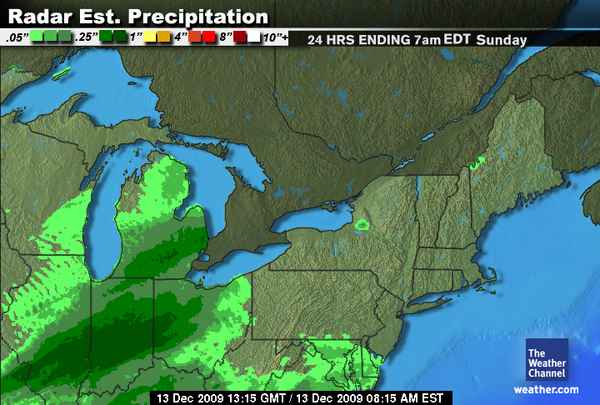 Radar Est. Precipitation
.05" .25" 1" 4" 8" 10"+
24 HRS ENDING 7am EDT Sunday
The
Weather
Channel
weather.com
13 Dec 2009 13:15 GMT / 13 Dec 2009 08:15 AM EST